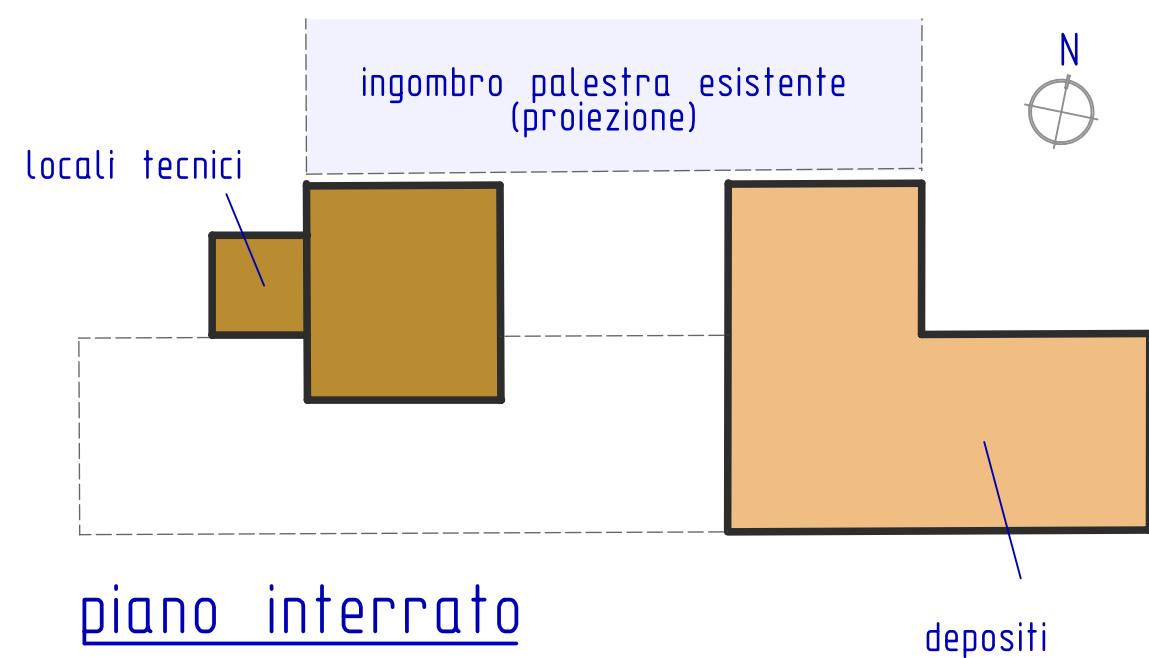 N
ingombro palestra esistente
(proiezione)
locali tecnici
piano interrato
depositi